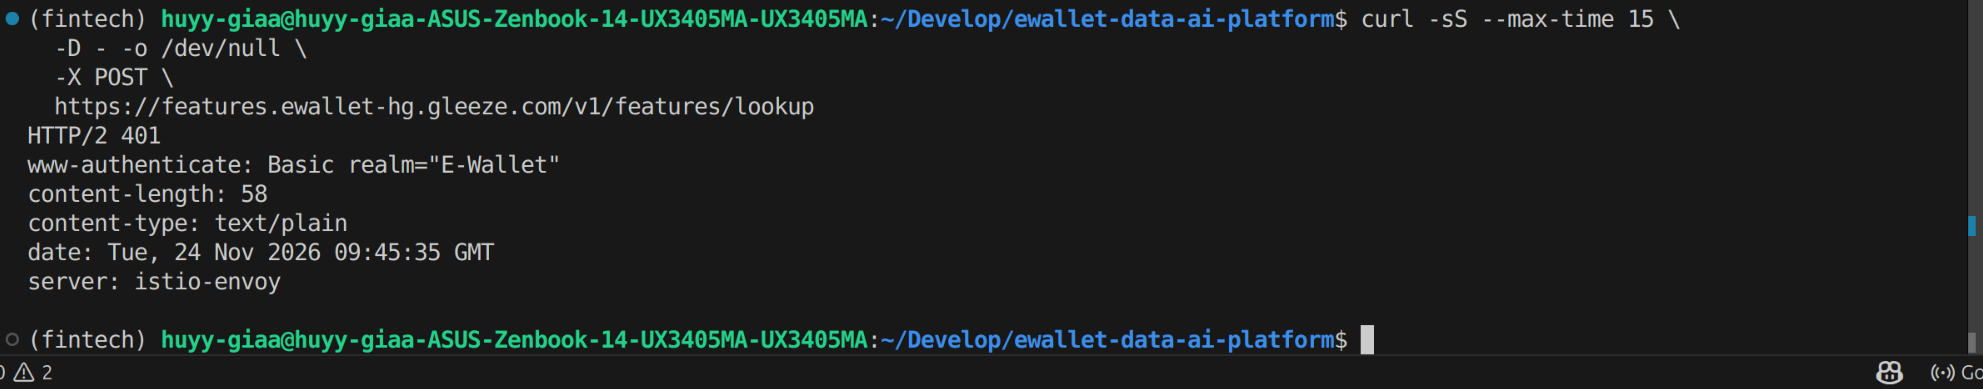 (fintech) huyy-giaa@huyy-giaa-ASUS-Zenbook-14-UX3405MA-UX3405MA:~/Develop/ewallet-data-ai-platform$ curl -sS --max-time 15 \
  -D - -o /dev/null \
  -X POST \
  https://features.ewallet-hg.gleeze.com/v1/features/lookup
HTTP/2 401
www-authenticate: Basic realm="E-Wallet"
content-length: 58
content-type: text/plain
date: Tue, 24 Nov 2026 09:45:35 GMT
server: istio-envoy
(fintech) huyy-giaa@huyy-giaa-ASUS-Zenbook-14-UX3405MA-UX3405MA:~/Develop/ewallet-data-ai-platform$
2